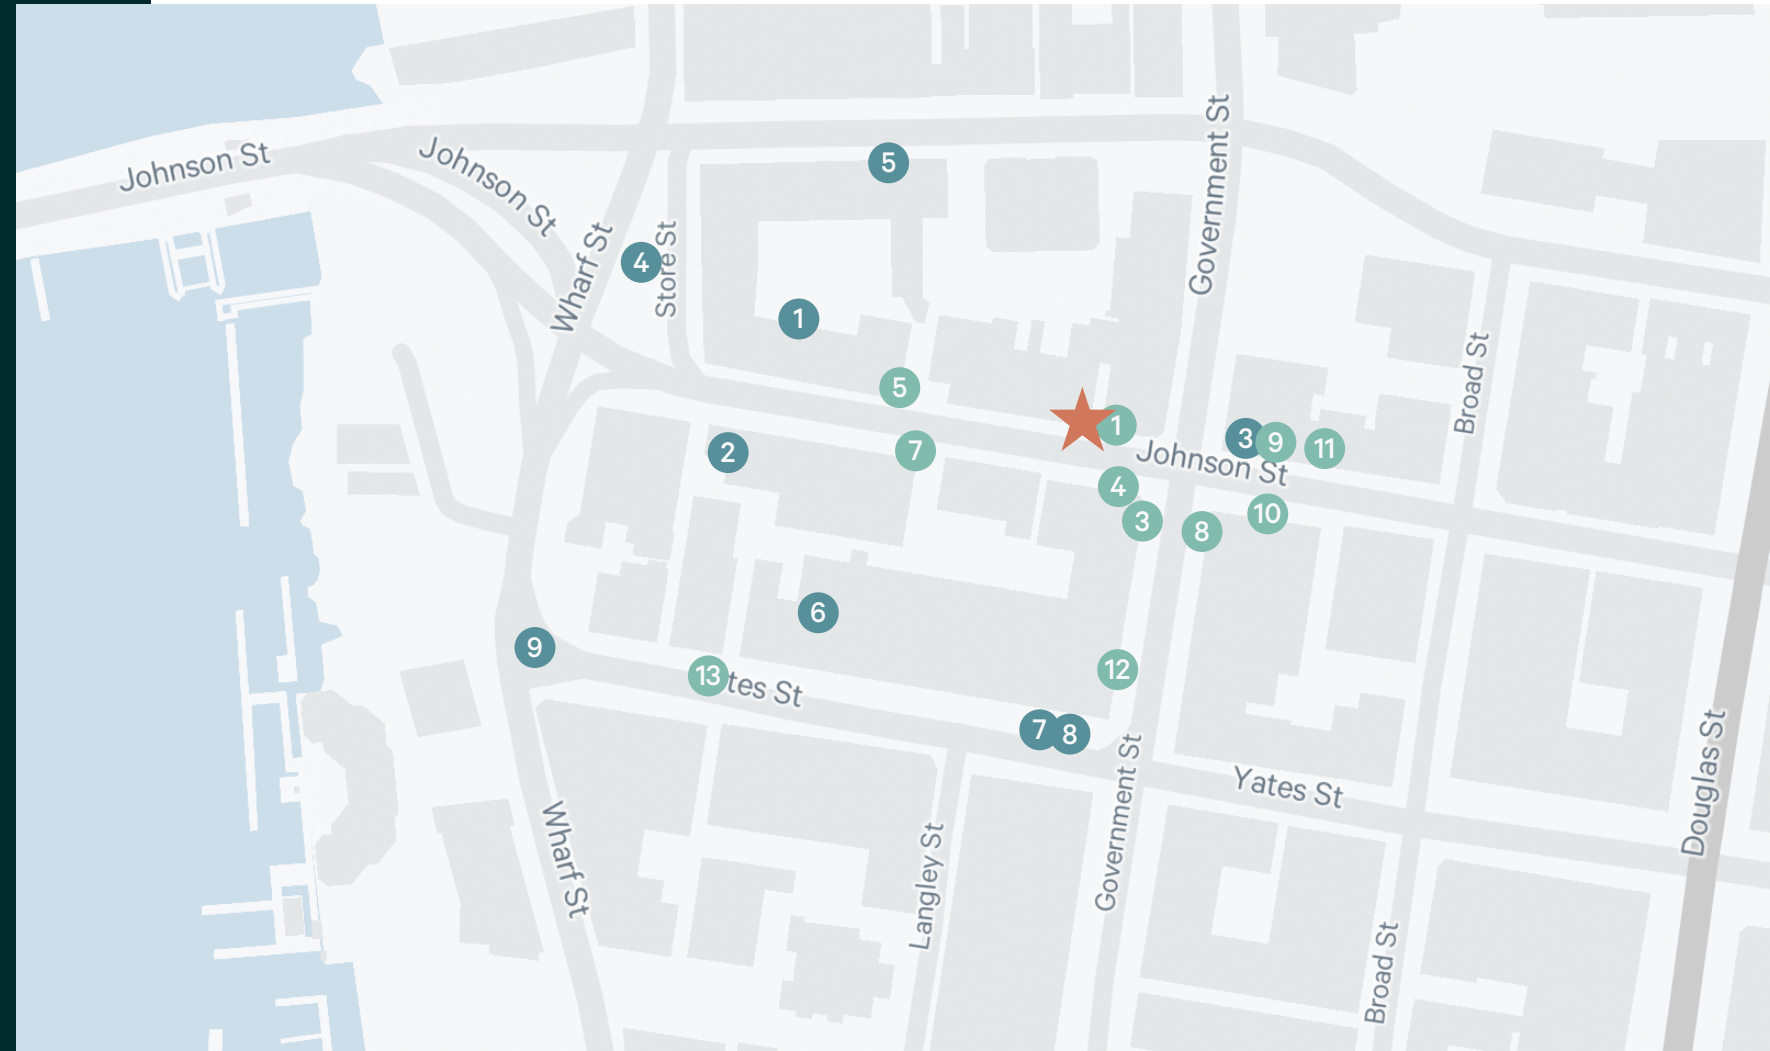 Johnson St
Johnson St
Wharf St
Store St
Government St
5
4
1
5
1
7
2
3
9
11
Johnson St
4
3
8
10
Broad St
6
9
13
tes St
12
7
8
Yates St
Government St
Douglas St
Wharf St
Langley St
Broad St